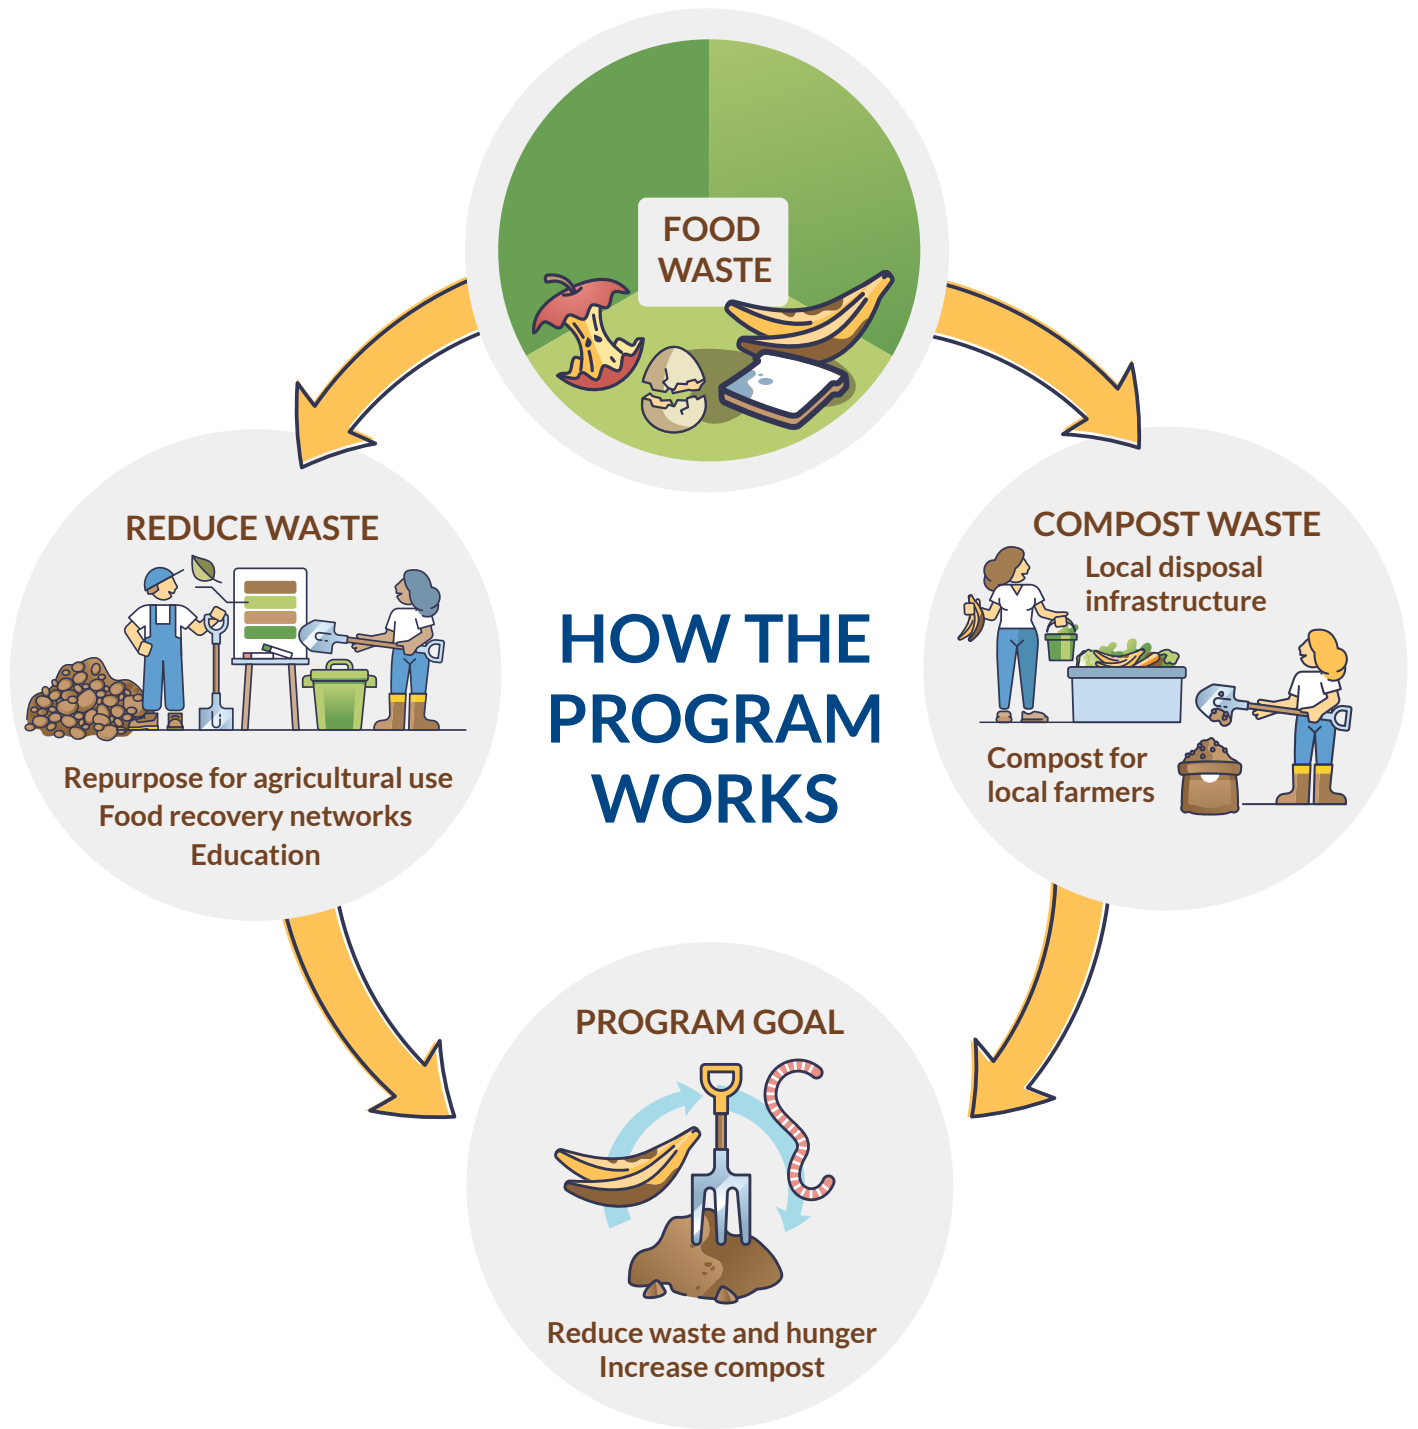 FOOD
WASTE
REDUCE WASTE
Repurpose for agricultural use
Food recovery networks
Education
HOW THE
PROGRAM
WORKS
COMPOST WASTE
Local disposal
infrastructure
Compost for
local farmers
PROGRAM GOAL
Reduce waste and hunger
Increase compost